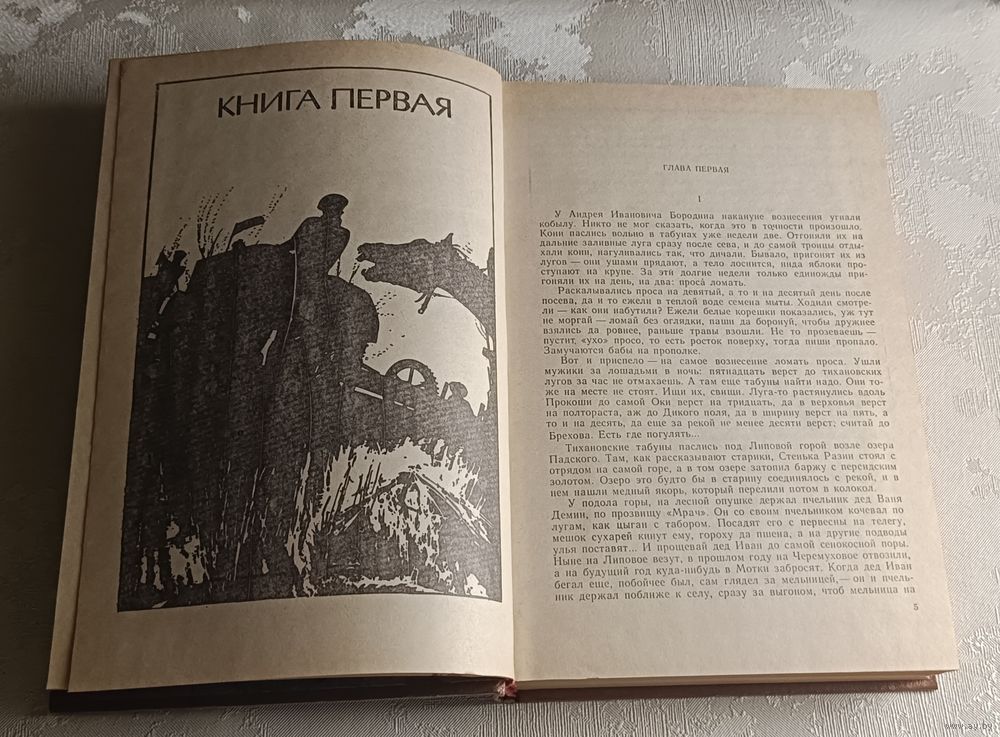 КНИГА ПЕРВАЯ
ГЛАВА ПЕРВАЯ
1
У Андрея Ивановича Бородина накануне вознесения угнали
кобылу. Никто не мог сказать, когда это в точности произошло.
Кони паслись вольно в табунах уже недели две. Отгоняли их на
дальние заливные луга сразу после сева, и до самой троицы отды-
хали кони, нагуливались так, что дичали. Бывало, пригонят их из
лугов — они ушами прядают, а тело лоснится, инда яблоки про-
ступают на крупе. За эти долгие недели только единожды при-
гоняли их на день, на два: проса́ ломать.
Раскалывались проса на девятый, а то и на десятый день после
посева, да и то ежели в теплой воде семена мыты. Ходили смотре-
ли — как они набутили? Ежели белые корешки показались, уж тут
не моргай — ломай без оглядки, паши да боронуй, чтобы дружнее
взялись да ровнее, раньше травы взошли. Не то прозеваешь —
пустит «ухо» просо, то есть росток поверху, тогда пиши пропало.
Замучаются бабы на прополке.
Вот и приспело — на самое вознесение ломать проса. Ушли
мужики за лошадьми в ночь: пятнадцать верст до тихановских
лугов за час не отмахаешь. А там еще табуны найти надо. Они то-
же на месте не стоят. Ищи их, свищи. Луга-то растянулись вдоль
Прокоши до самой Оки верст на тридцать, да в верховья верст
на полтораста, аж до Дикого поля, да в ширину верст на пять, а
то и на десять, да еще за рекой не менее десяти верст, считай до
Брехова. Есть где погулять...
Тихановские табуны паслись под Липовой горой возле озера
Падского. Там, как рассказывают старики, Стенька Разин стоял с
отрядом на самой горе, а в том озере затопил баржу с персидским
золотом. Озеро это будто бы в старину соединялось с рекой, и в
нем нашли медный якорь, который перелили потом в колокол.
У подола горы, на лесной опушке держал пчельник дед Ваня
Демин, по прозвищу «Мрач». Он со своим пчельником кочевал по
лугам, как цыган с табором. Посадят его с первесны на телегу,
мешок сухарей кинут ему, гороху да пшена, а на другие подводы
улья поставят... И прощевай дед Иван до самой сенокосной поры.
Ныне на Липовое везут, в прошлом году на Черемуховое отвозили,
а на будущий год куда-нибудь в Мотки забросят. Когда дед Иван
бегал еще, побойчее был, сам глядел за мельницей,— он и пчель-
ник держал поближе к селу, сразу за выгоном, чтоб мельница на
5
www.ay.by